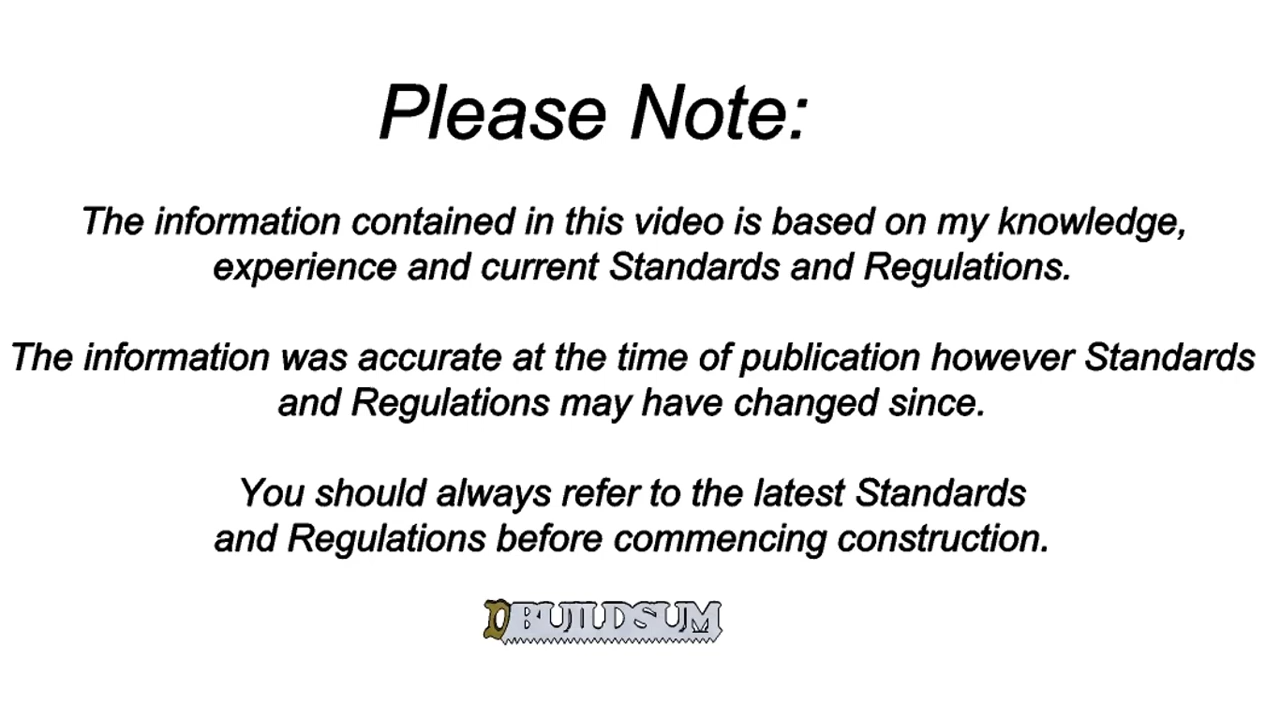 Please Note:
The information contained in this video is based on my knowledge,
experience and current Standards and Regulations.
The information was accurate at the time of publication however Standards
and Regulations may have changed since.
You should always refer to the latest Standards
and Regulations before commencing construction.
BUILDSUM